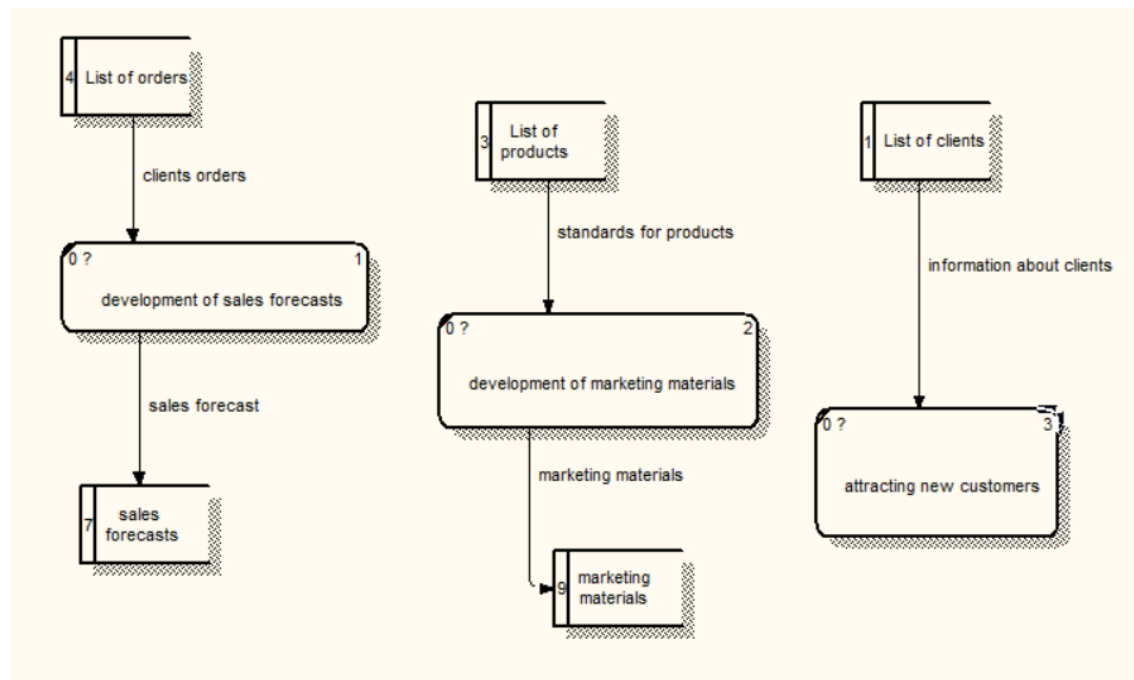 4 List of orders
clients orders
0 ? 1
development of sales forecasts
sales forecast
7 sales
forecasts
3 List of
products
standards for products
0 ? 2
development of marketing materials
marketing materials
9 marketing
materials
1 List of clients
information about clients
0 ? 3
attracting new customers